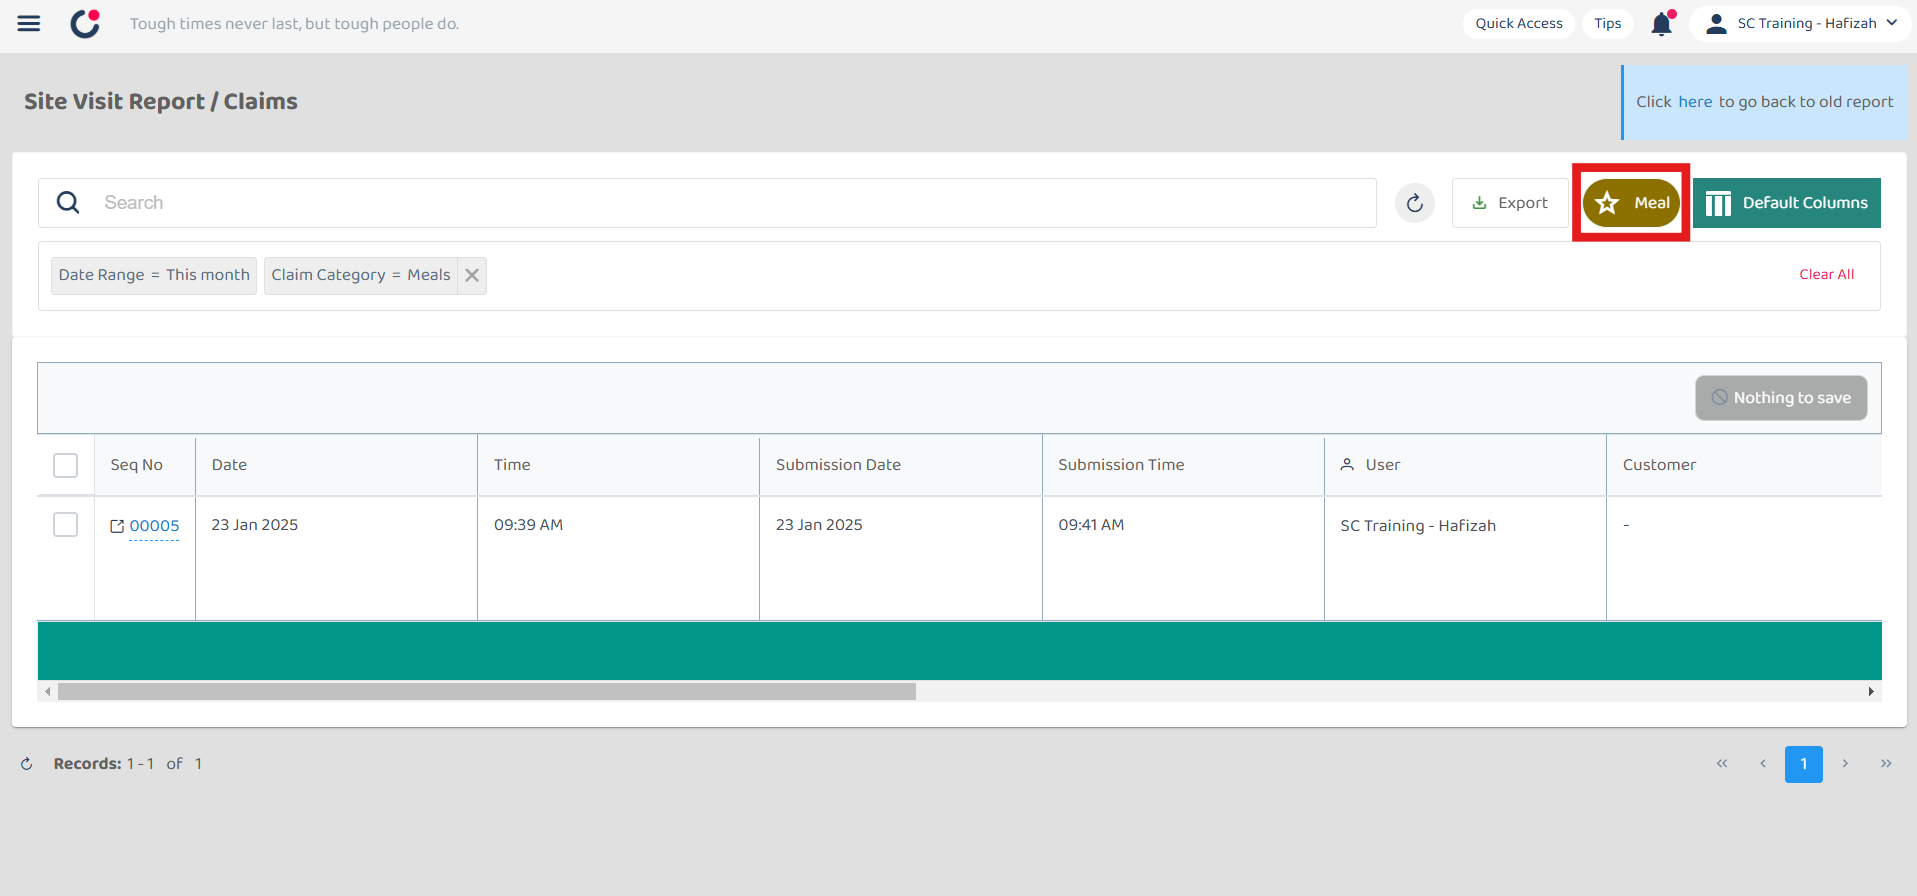 Tough times never last, but tough people do.
Quick Access
Tips
SC Training - Hafizah
Site Visit Report / Claims
Click here to go back to old report
Search
Export
Meal
Default Columns
Date Range = This month
Claim Category = Meals
Clear All
Nothing to save
Seq No
Date
Time
Submission Date
Submission Time
User
Customer
00005
23 Jan 2025
09:39 AM
23 Jan 2025
09:41 AM
SC Training - Hafizah
-
Records: 1 - 1 of 1
« ‹ 1 › »